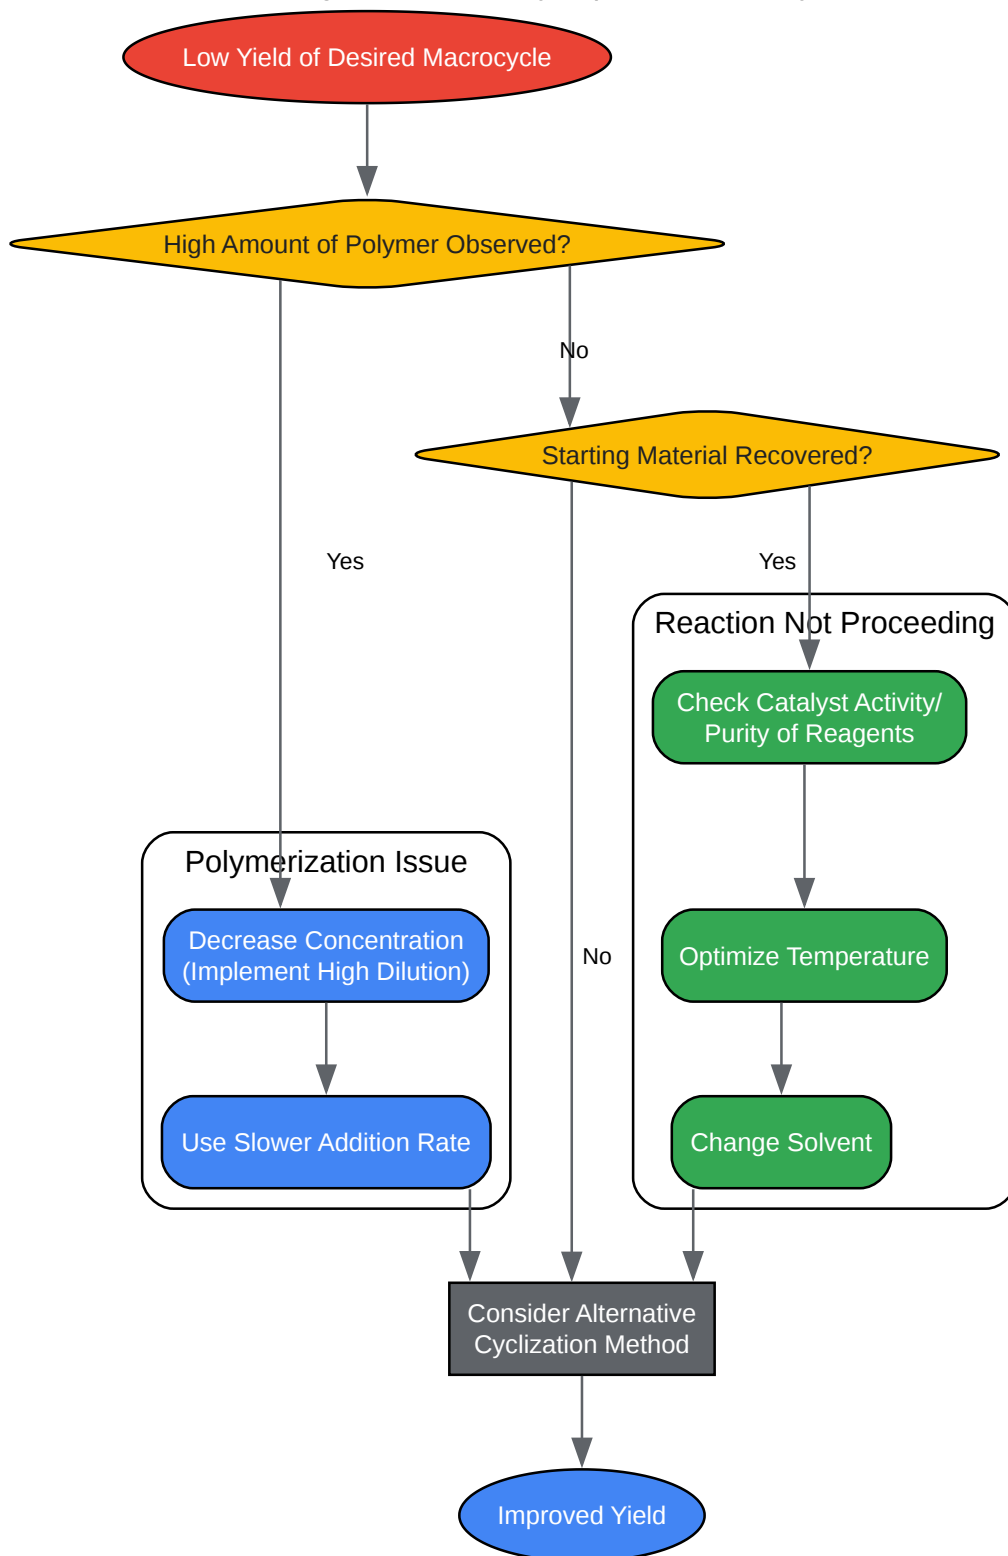 Low Yield of Desired Macrocycle
High Amount of Polymer Observed?
No
Starting Material Recovered?
Yes
Yes
Reaction Not Proceeding
Check Catalyst Activity/
Purity of Reagents
Polymerization Issue
Decrease Concentration
(Implement High Dilution)
No
Optimize Temperature
Use Slower Addition Rate
Change Solvent
Consider Alternative
Cyclization Method
Improved Yield